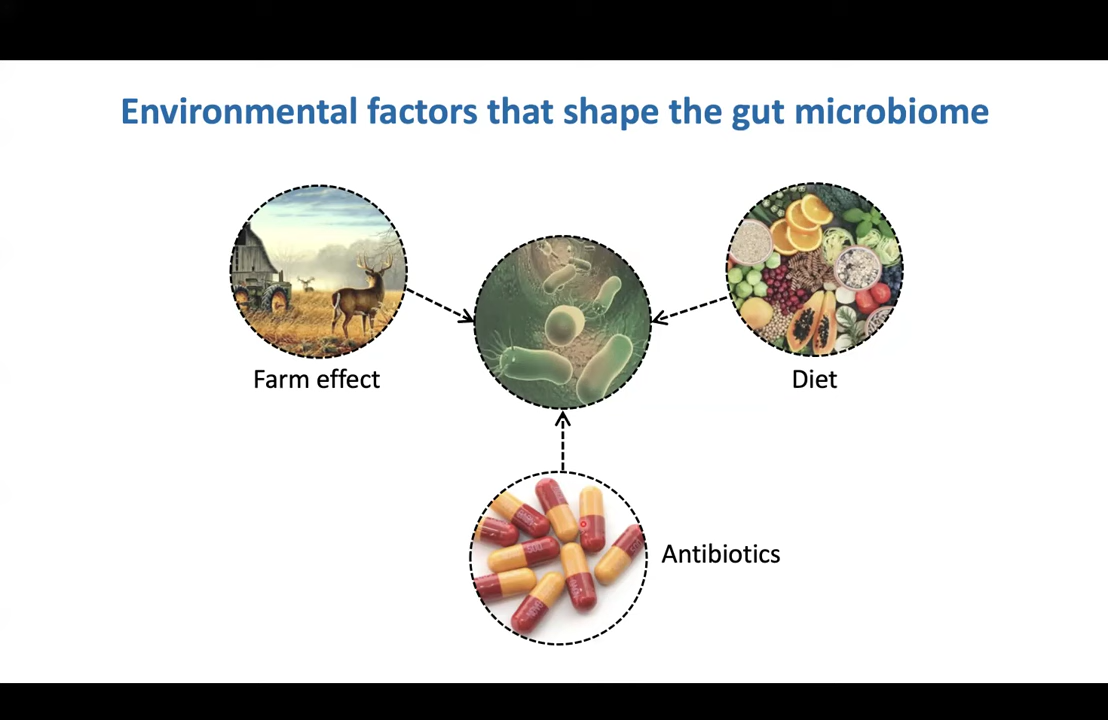 Environmental factors that shape the gut microbiome
Farm effect
Diet
Antibiotics